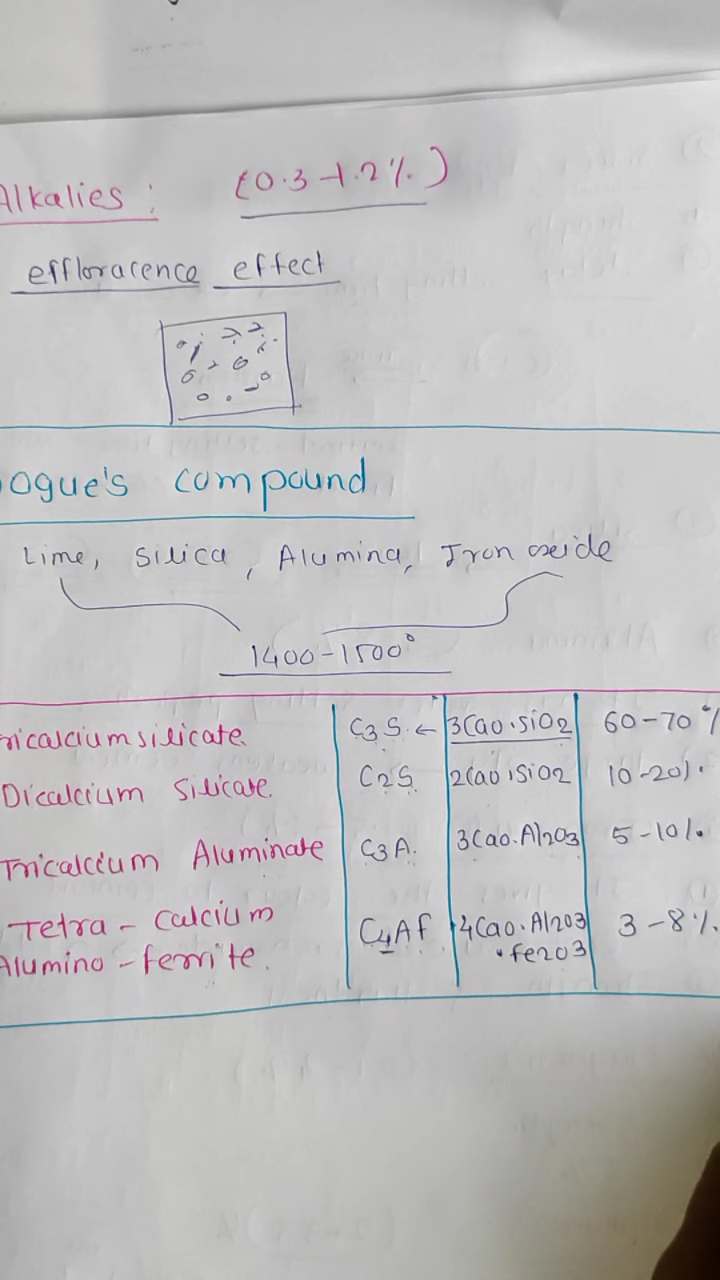 Alkalies : (0.3-1.2%)
effloracence effect
ogue's compound
Lime, Silica, Alumina, Iron oxide
1400-1500°
ricalcium silicate C3S. ← 3CaO.SiO2 60-70%
Dicalcium Silicate C2S 2CaO.SiO2 10-20%.
Tricalcium Aluminate C3A. 3CaO.Al2O3 5-10%.
Tetra-calcium C4Af 4CaO.Al2O3 3-8%.
Alumino-ferrite. .fe2O3